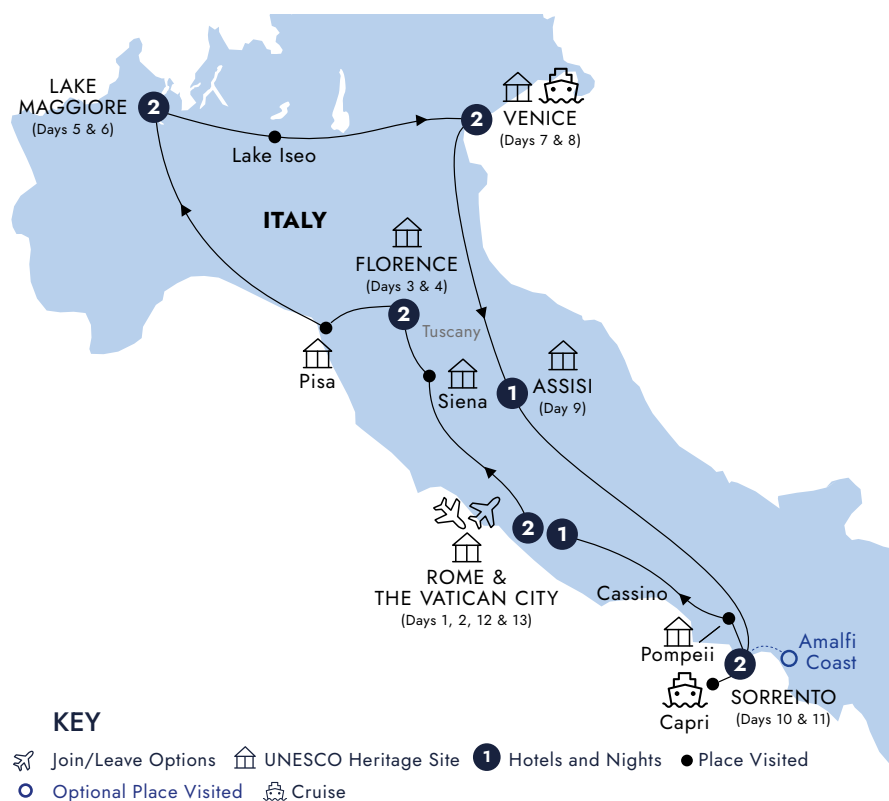 LAKE
MAGGIORE
(Days 5 & 6)
2
Lake Iseo
2
VENICE
(Days 7 & 8)
ITALY
FLORENCE
(Days 3 & 4)
2
Tuscany
Pisa
Siena
1
ASSISI
(Day 9)
2
1
ROME &
THE VATICAN CITY
(Days 1, 2, 12 & 13)
Cassino
Pompeii
Amalfi
Coast
2
SORRENTO
(Days 10 & 11)
Capri
KEY
Join/Leave Options
UNESCO Heritage Site
1
Hotels and Nights
Place Visited
Optional Place Visited
Cruise